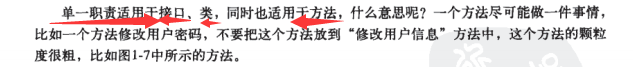 单一职责适用于接口、类，同时也适用于方法，什么意思呢？一个方法尽可能做一件事情，
比如一个方法修改用户密码，不要把这个方法放到“修改用户信息”方法中，这个方法的颗粒
度很粗，比如图1-7中所示的方法。